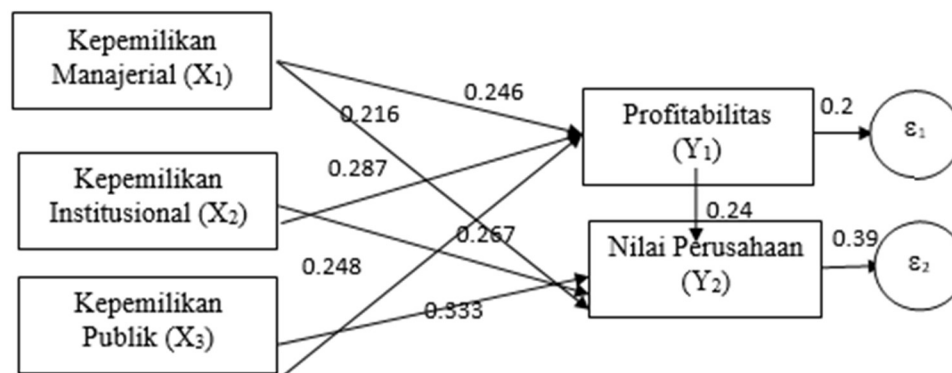 Kepemilikan
Manajerial (X₁)
0.246
0.216
Profitabilitas
(Y₁)
0.2
ε₁
Kepemilikan
Institusional (X₂)
0.287
0.267
0.24
Nilai Perusahaan
(Y₂)
0.39
ε₂
Kepemilikan
Publik (X₃)
0.248
0.333